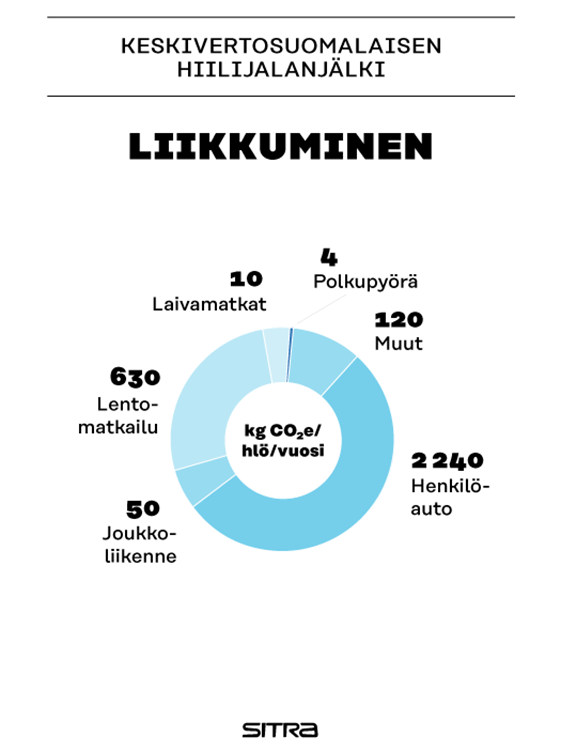 KESKIVERTOSUOMALAISEN
HIILIJALANJÄLKI
LIIKKUMINEN
4
Polkupyörä
10
Laivamatkat
120
Muut
630
Lento-
matkailu
kg CO₂e/
hlö/vuosi
2 240
Henkilö-
auto
50
Joukko-
liikenne
SITRA